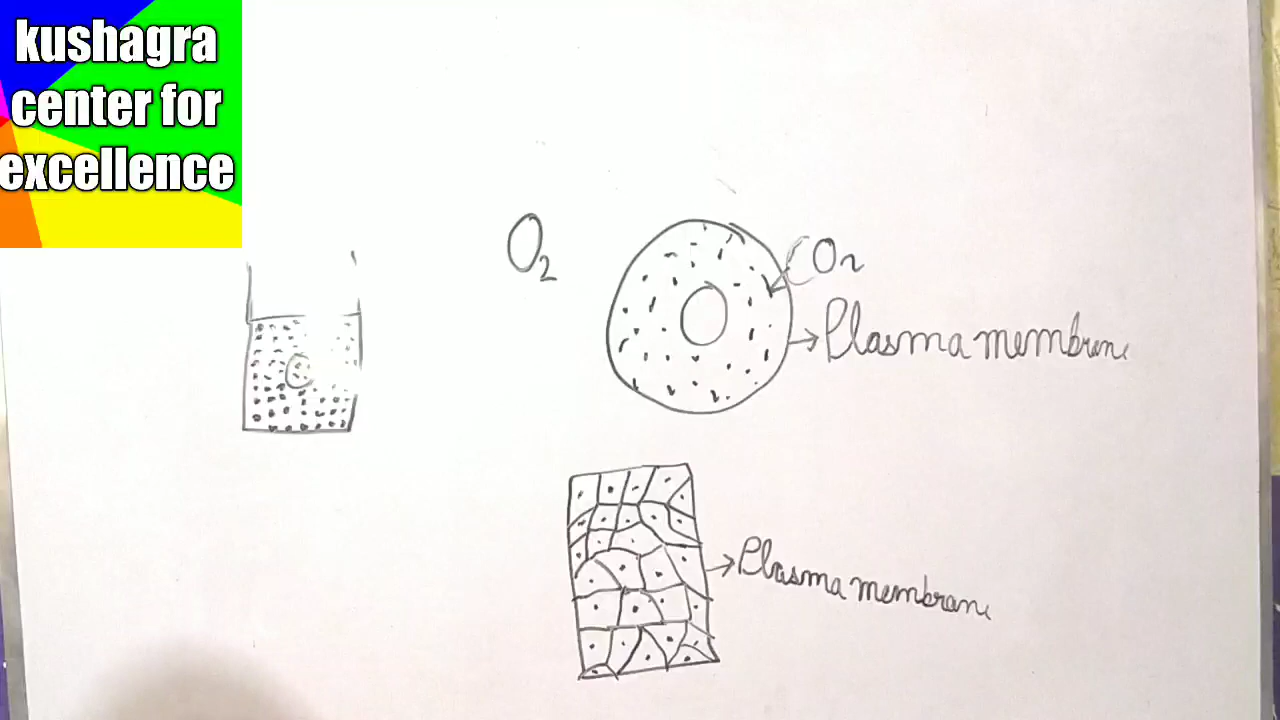 kushagra
center for
excellence
O2
CO2
Plasma membrane
Plasma membrane